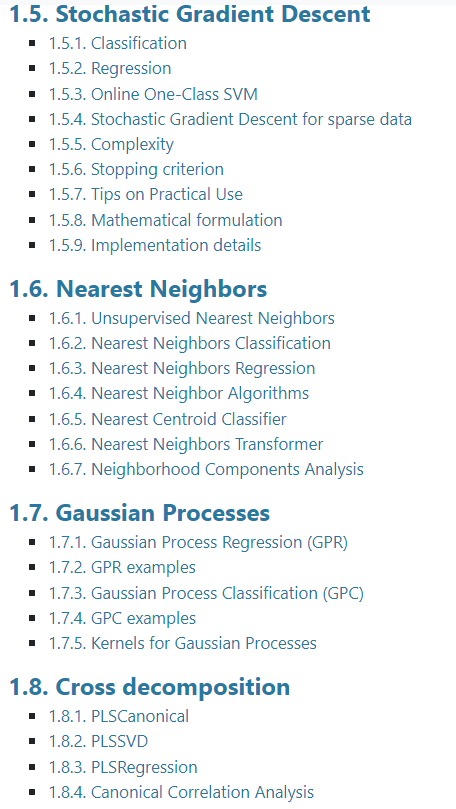 1.5. Stochastic Gradient Descent
1.5.1. Classification
1.5.2. Regression
1.5.3. Online One-Class SVM
1.5.4. Stochastic Gradient Descent for sparse data
1.5.5. Complexity
1.5.6. Stopping criterion
1.5.7. Tips on Practical Use
1.5.8. Mathematical formulation
1.5.9. Implementation details
1.6. Nearest Neighbors
1.6.1. Unsupervised Nearest Neighbors
1.6.2. Nearest Neighbors Classification
1.6.3. Nearest Neighbors Regression
1.6.4. Nearest Neighbor Algorithms
1.6.5. Nearest Centroid Classifier
1.6.6. Nearest Neighbors Transformer
1.6.7. Neighborhood Components Analysis
1.7. Gaussian Processes
1.7.1. Gaussian Process Regression (GPR)
1.7.2. GPR examples
1.7.3. Gaussian Process Classification (GPC)
1.7.4. GPC examples
1.7.5. Kernels for Gaussian Processes
1.8. Cross decomposition
1.8.1. PLSCanonical
1.8.2. PLSSVD
1.8.3. PLSRegression
1.8.4. Canonical Correlation Analysis